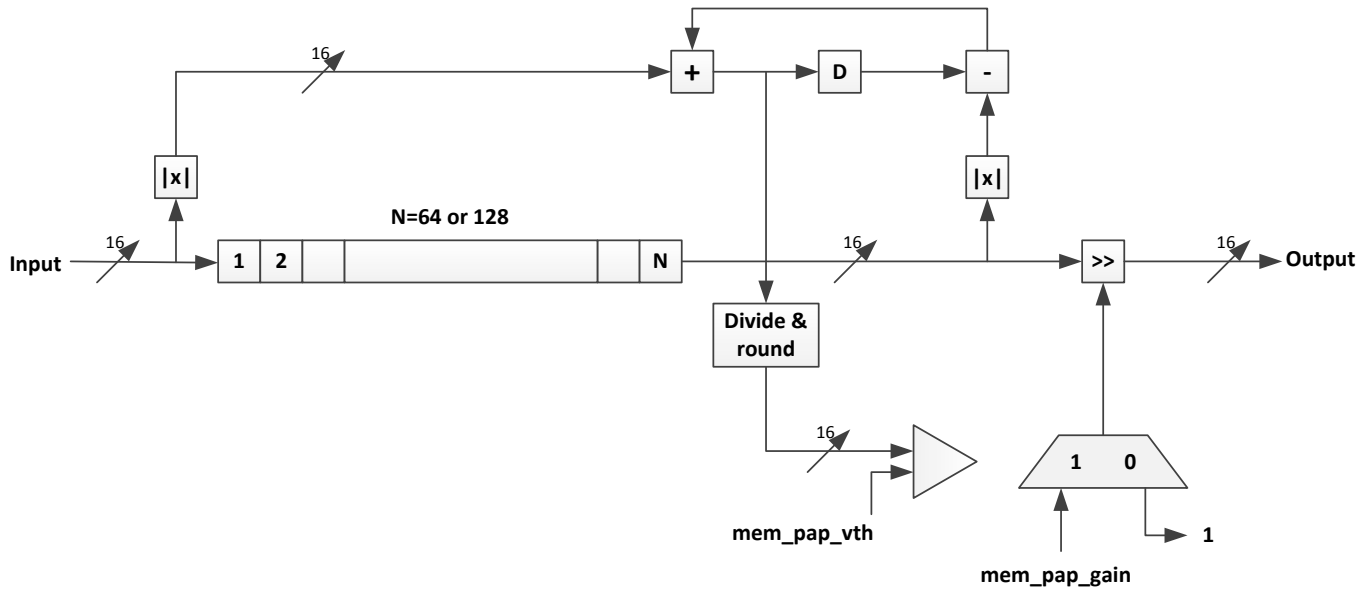 16
+
D
-
|x|
|x|
N=64 or 128
Input
16
1
2
N
16
>>
16
Output
Divide &
round
16
1
0
mem_pap_vth
1
mem_pap_gain